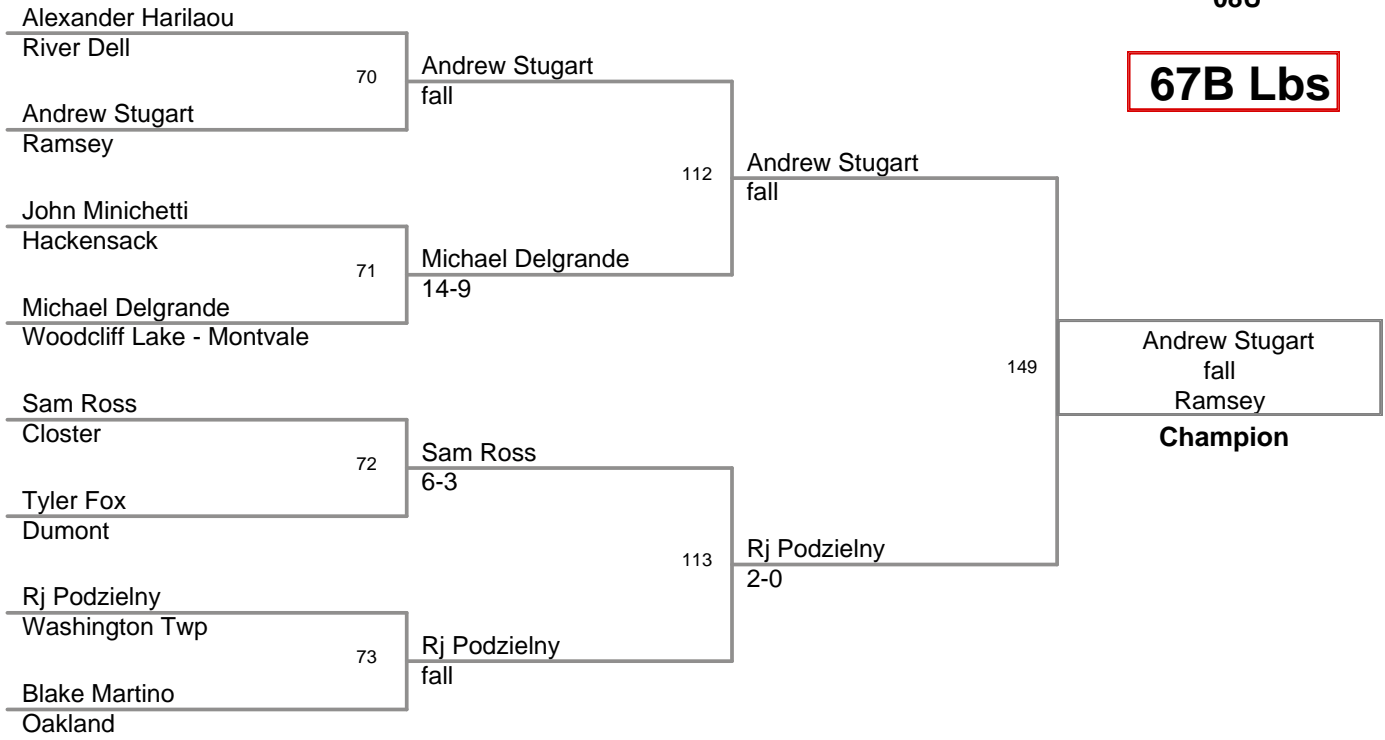 08U
67B Lbs
Alexander Harilaou
River Dell
70
Andrew Stugart
Ramsey
Andrew Stugart
fall
John Minichetti
Hackensack
71
Michael Delgrande
Woodcliff Lake - Montvale
Michael Delgrande
14-9
112
Andrew Stugart
fall
Sam Ross
Closter
72
Tyler Fox
Dumont
Sam Ross
6-3
Rj Podzielny
Washington Twp
73
Blake Martino
Oakland
Rj Podzielny
fall
113
Rj Podzielny
2-0
149
Andrew Stugart
fall
Ramsey
Champion